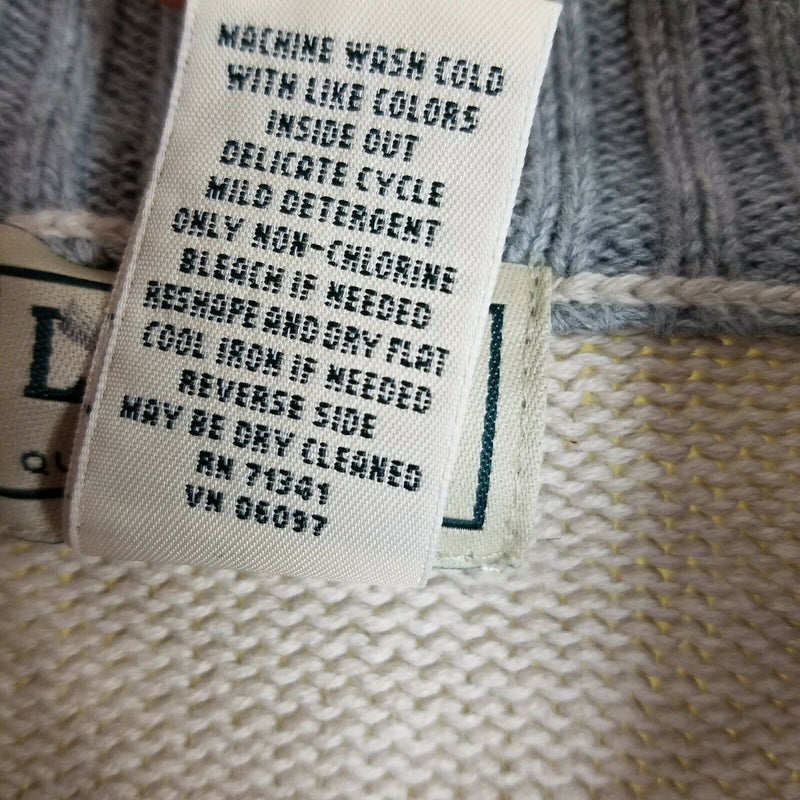 MACHINE WASH COLD
WITH LIKE COLORS
INSIDE OUT
DELICATE CYCLE
MILD DETERGENT
ONLY NON-CHLORINE
BLEACH IF NEEDED
RESHAPE AND DRY FLAT
COOL IRON IF NEEDED
REVERSE SIDE
MAY BE DRY CLEANED
RN 71341
VN 06097
L
QU